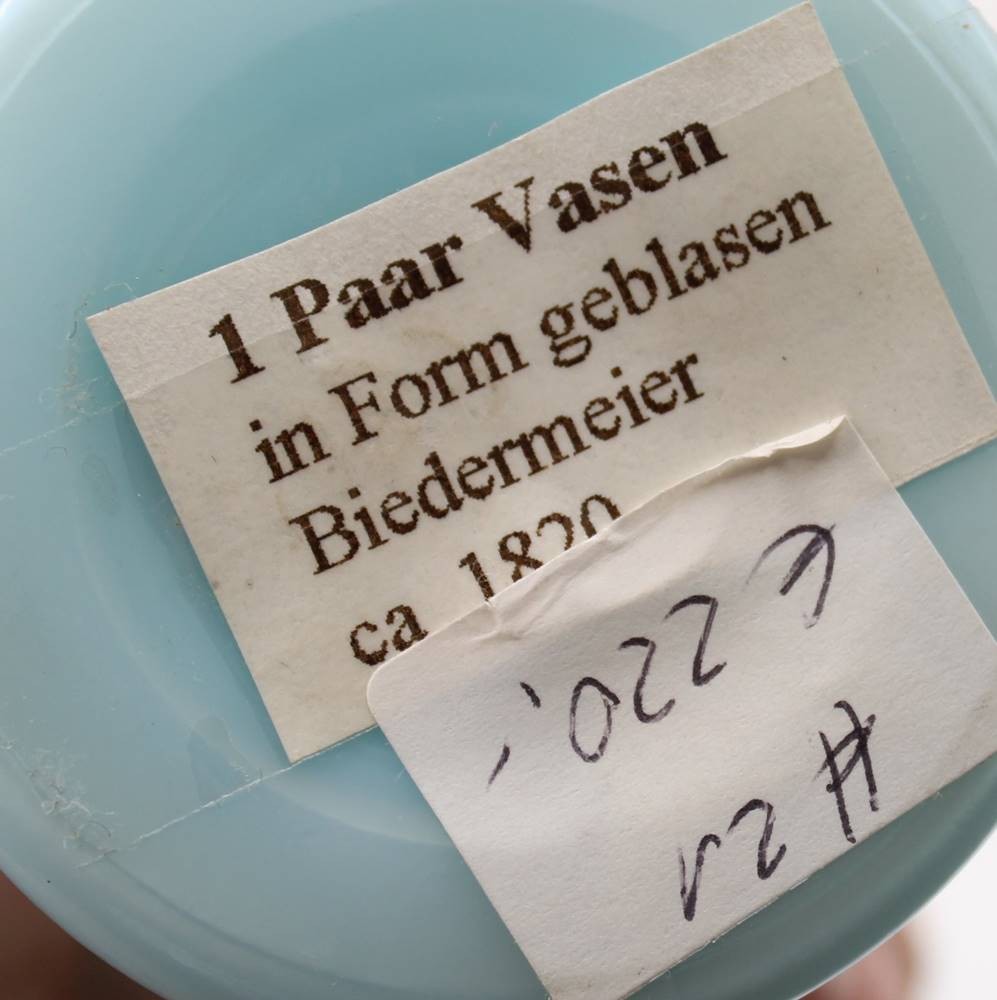 1 Paar Vasen
in Form geblasen
Biedermeier
ca 1820
€ 220,-
A 21